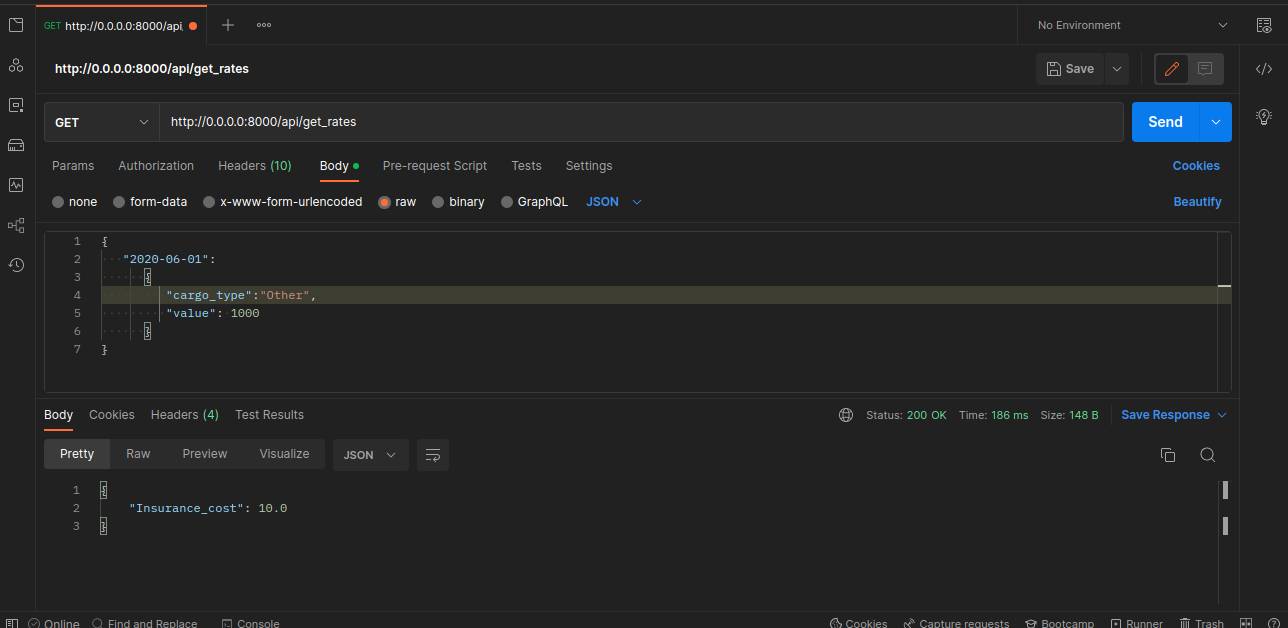 GET http://0.0.0.0:8000/api, No Environment
http://0.0.0.0:8000/api/get_rates Save
GET http://0.0.0.0:8000/api/get_rates Send
Params Authorization Headers (10) Body Pre-request Script Tests Settings Cookies
none form-data x-www-form-urlencoded raw binary GraphQL JSON Beautify
1 {
2 "2020-06-01":
3 {
4 "cargo_type":"Other",
5 "value": 1000
6 }
7 }
Body Cookies Headers (4) Test Results Status: 200 OK Time: 186 ms Size: 148 B Save Response
Pretty Raw Preview Visualize JSON
1 {
2 "Insurance_cost": 10.0
3 }
Online Find and Replace Console Cookies Capture requests Bootcamp Runner Trash